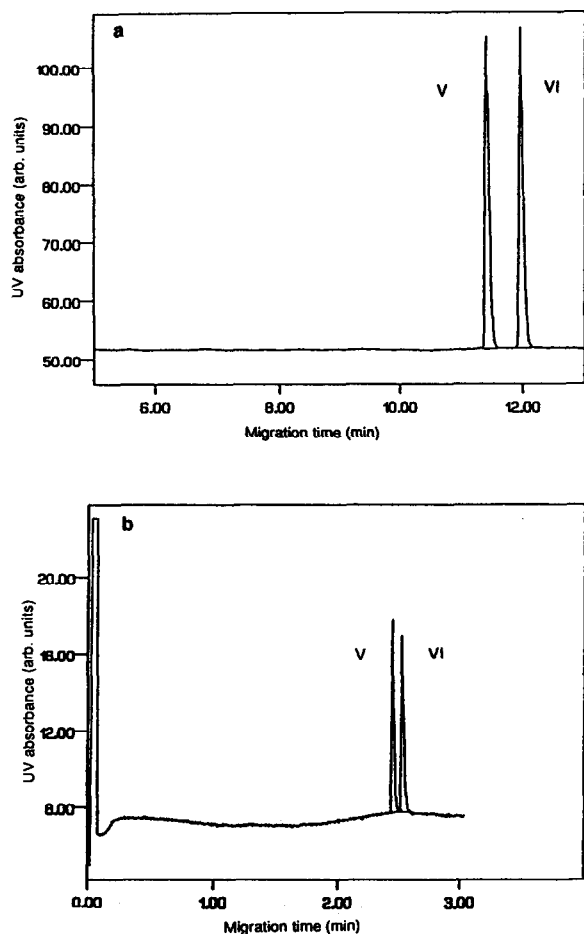 a
100.00
90.00
80.00
70.00
60.00
50.00
UV absorbance (arb. units)
V VI
6.00 8.00 10.00 12.00
Migration time (min)
b
20.00
16.00
12.00
8.00
UV absorbance (arb. units)
V VI
0.00 1.00 2.00 3.00
Migration time (min)